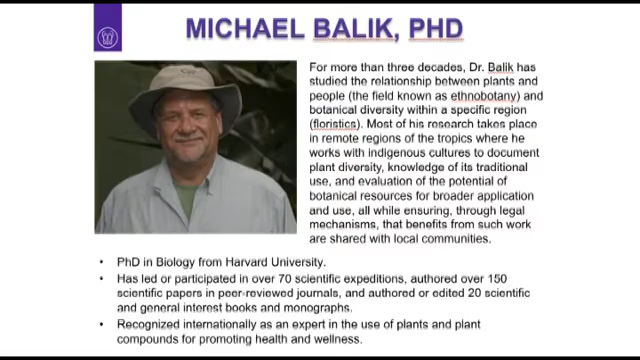 MICHAEL BALIK, PHD
For more than three decades, Dr. Balik has
studied the relationship between plants and
people (the field known as ethnobotany) and
botanical diversity within a specific region
(floristics). Most of his research takes place
in remote regions of the tropics where he
works with indigenous cultures to document
plant diversity, knowledge of its traditional
use, and evaluation of the potential of
botanical resources for broader application
and use, all while ensuring, through legal
mechanisms, that benefits from such work
are shared with local communities.
• PhD in Biology from Harvard University.
• Has led or participated in over 70 scientific expeditions, authored over 150
scientific papers in peer-reviewed journals, and authored or edited 20 scientific
and general interest books and monographs.
• Recognized internationally as an expert in the use of plants and plant
compounds for promoting health and wellness.